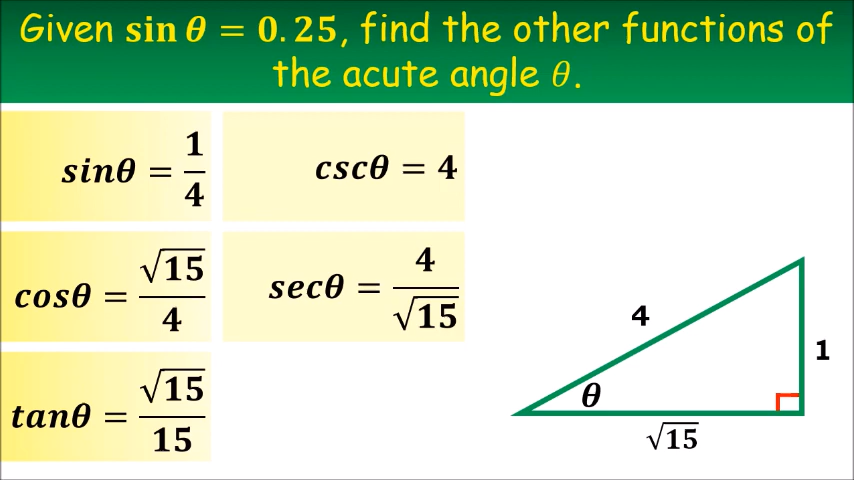 Given sin θ = 0.25, find the other functions of
the acute angle θ.
sinθ = 1/4
cscθ = 4
cosθ = √15/4
secθ = 4/√15
tanθ = √15/15
4
1
θ
√15